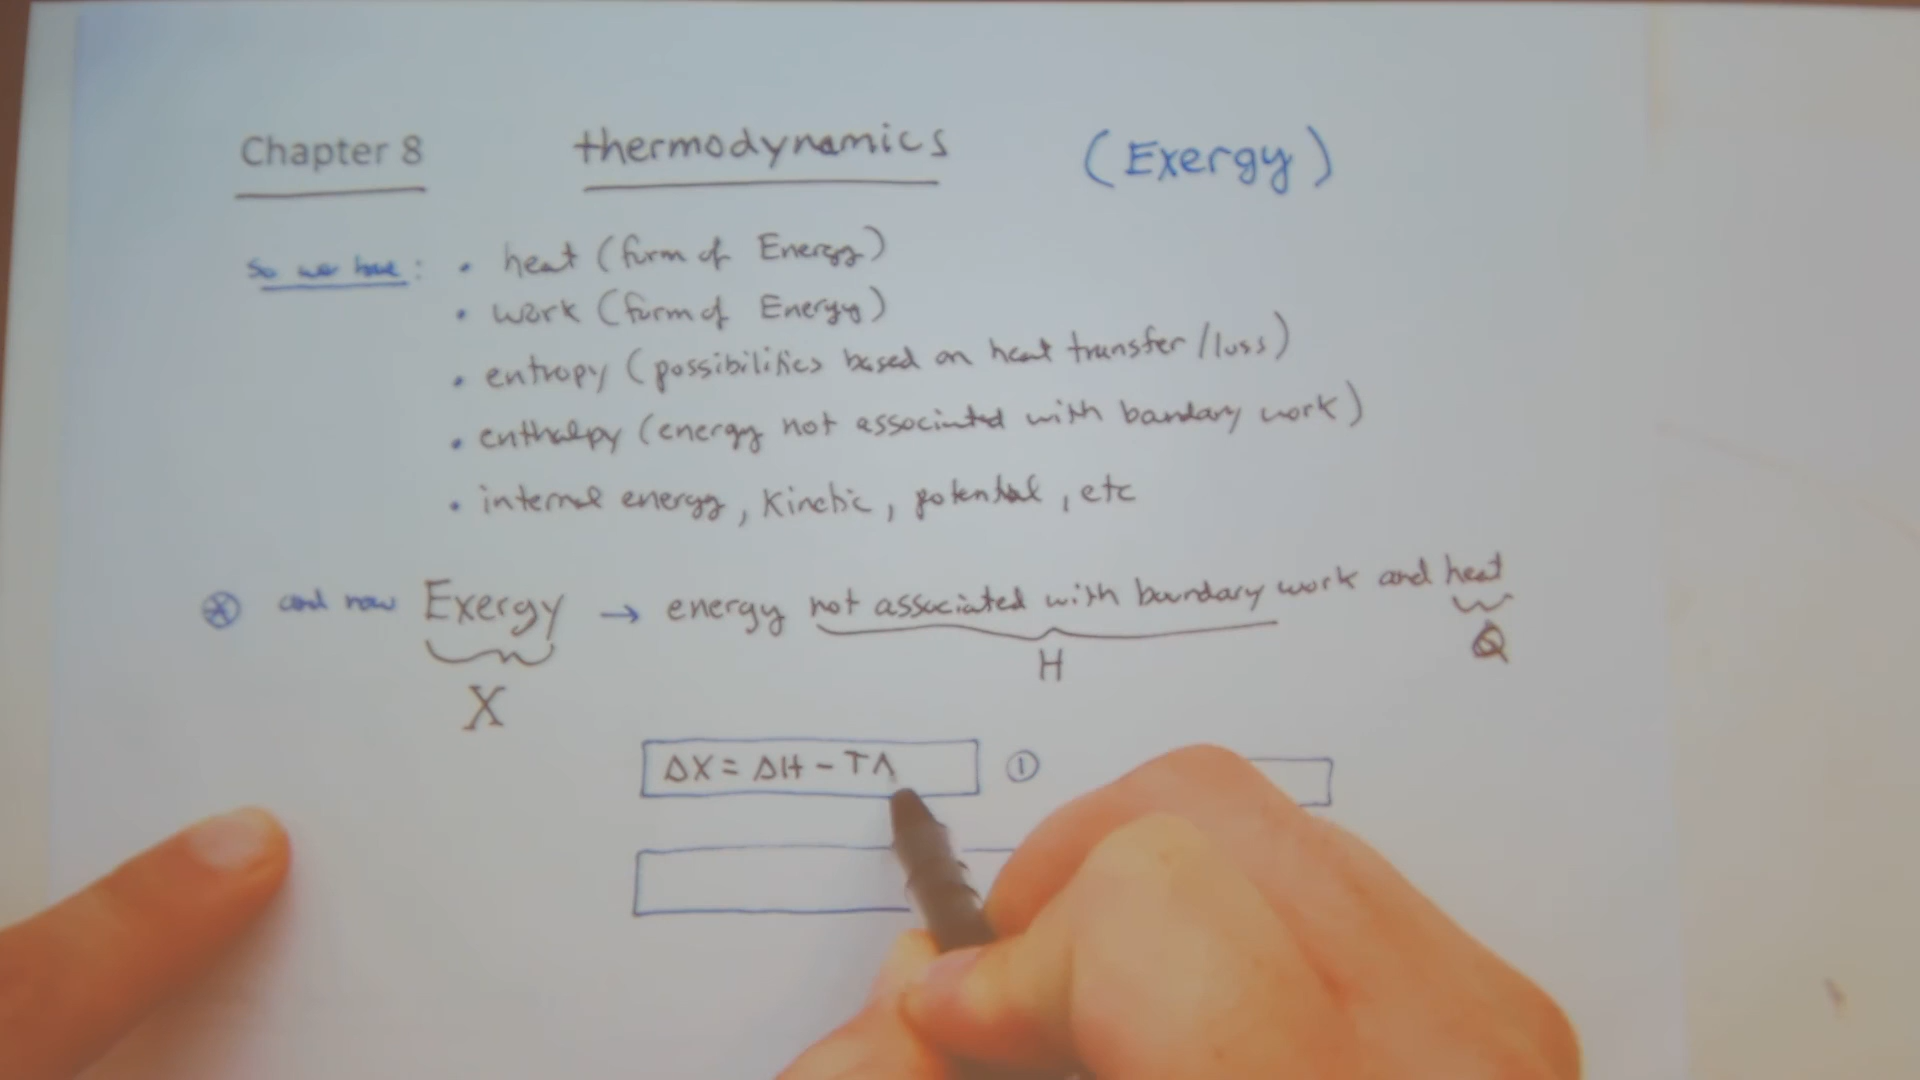 Chapter 8 thermodynamics (Exergy)
So we have: • heat (form of Energy)
• work (form of Energy)
• entropy (possibilities based on heat transfer/loss)
• enthalpy (energy not associated with boundary work)
• internal energy, Kinetic, potential, etc
⊛ and now Exergy → energy not associated with boundary work and heat
X H Q
ΔX = ΔH - TΛ ①